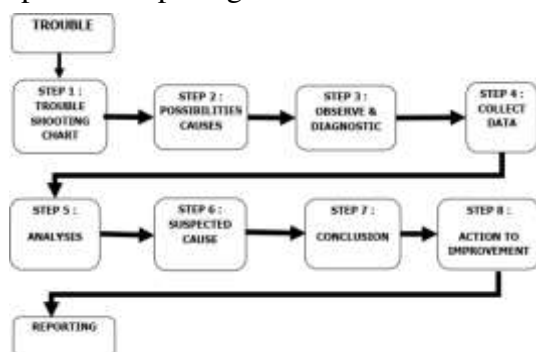 TROUBLE
STEP 1 :
TROUBLE
SHOOTING
CHART
STEP 2 :
POSSIBILITIES
CAUSES
STEP 3 :
OBSERVE &
DIAGNOSTIC
STEP 4 :
COLLECT
DATA
STEP 5 :
ANALYSES
STEP 6 :
SUSPECTED
CAUSE
STEP 7 :
CONCLUSION
STEP 8 :
ACTION TO
IMPROVEMENT
REPORTING